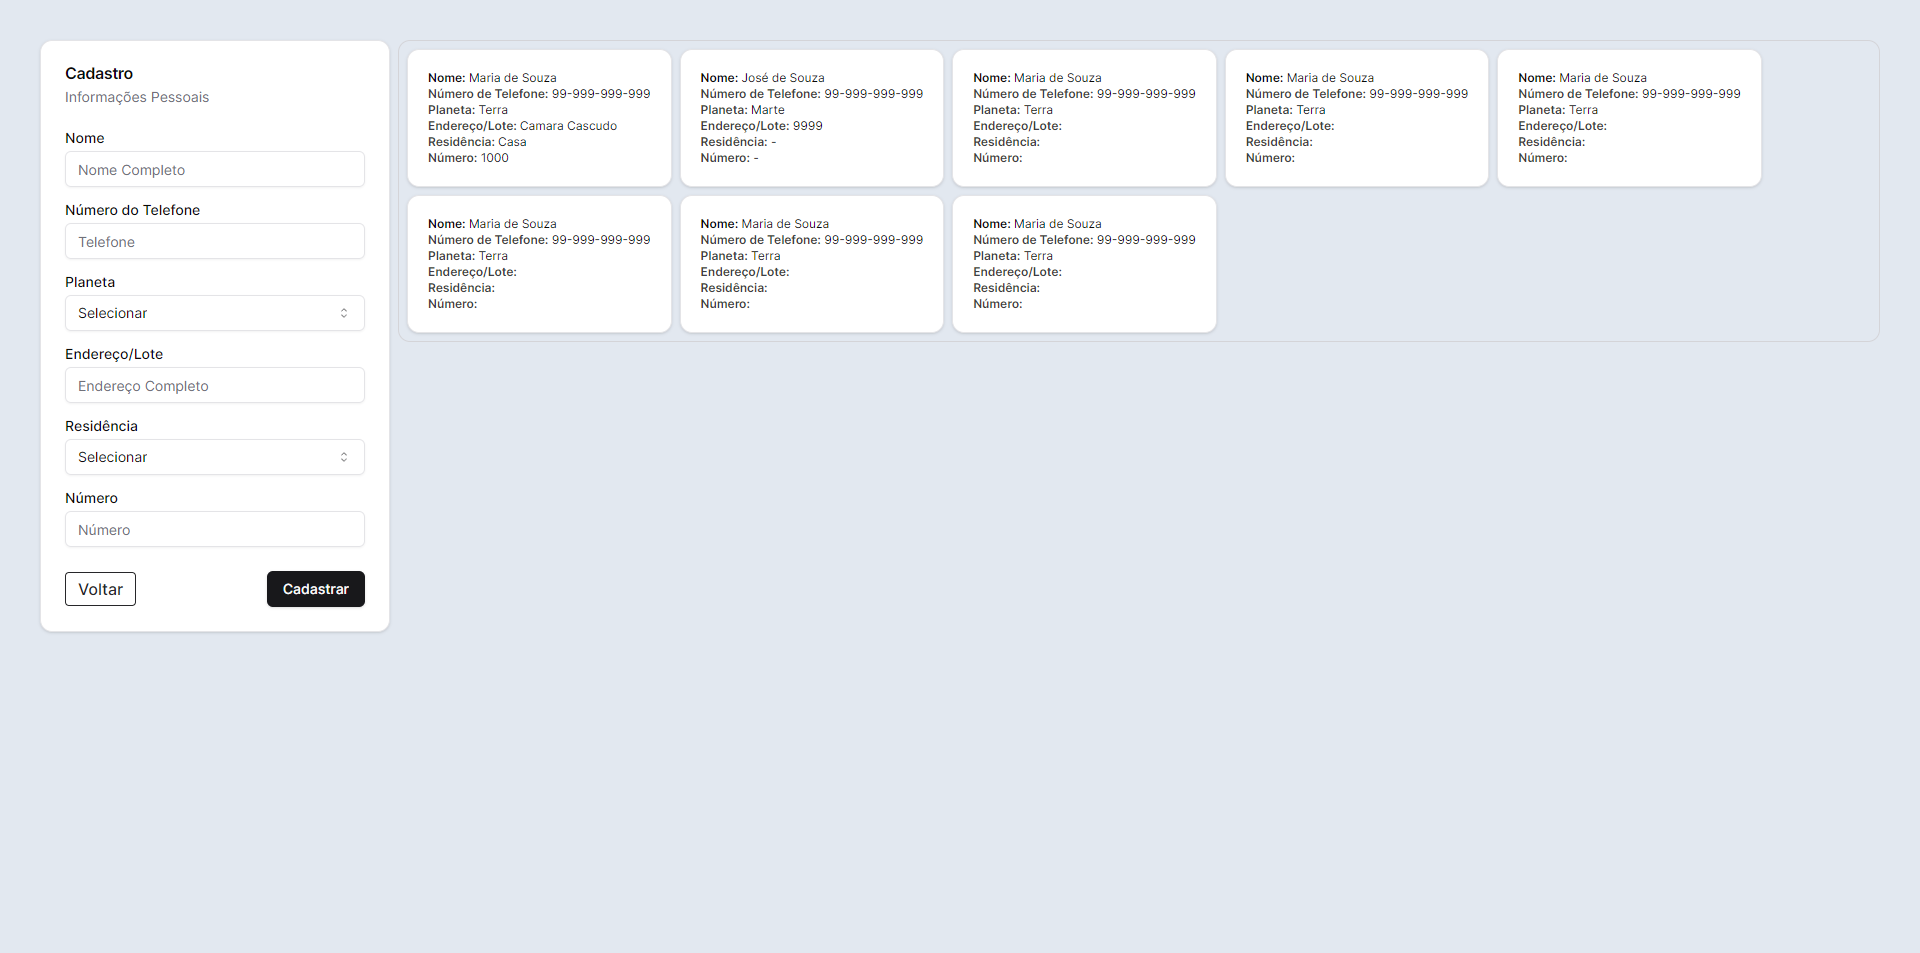 Cadastro
Informações Pessoais
Nome
Nome Completo
Número do Telefone
Telefone
Planeta
Selecionar
Endereço/Lote
Endereço Completo
Residência
Selecionar
Número
Número
Voltar
Cadastrar
Nome: Maria de Souza
Número de Telefone: 99-999-999-999
Planeta: Terra
Endereço/Lote: Camara Cascudo
Residência: Casa
Número: 1000
Nome: José de Souza
Número de Telefone: 99-999-999-999
Planeta: Marte
Endereço/Lote: 9999
Residência: -
Número: -
Nome: Maria de Souza
Número de Telefone: 99-999-999-999
Planeta: Terra
Endereço/Lote:
Residência:
Número:
Nome: Maria de Souza
Número de Telefone: 99-999-999-999
Planeta: Terra
Endereço/Lote:
Residência:
Número:
Nome: Maria de Souza
Número de Telefone: 99-999-999-999
Planeta: Terra
Endereço/Lote:
Residência:
Número:
Nome: Maria de Souza
Número de Telefone: 99-999-999-999
Planeta: Terra
Endereço/Lote:
Residência:
Número:
Nome: Maria de Souza
Número de Telefone: 99-999-999-999
Planeta: Terra
Endereço/Lote:
Residência:
Número:
Nome: Maria de Souza
Número de Telefone: 99-999-999-999
Planeta: Terra
Endereço/Lote:
Residência:
Número: